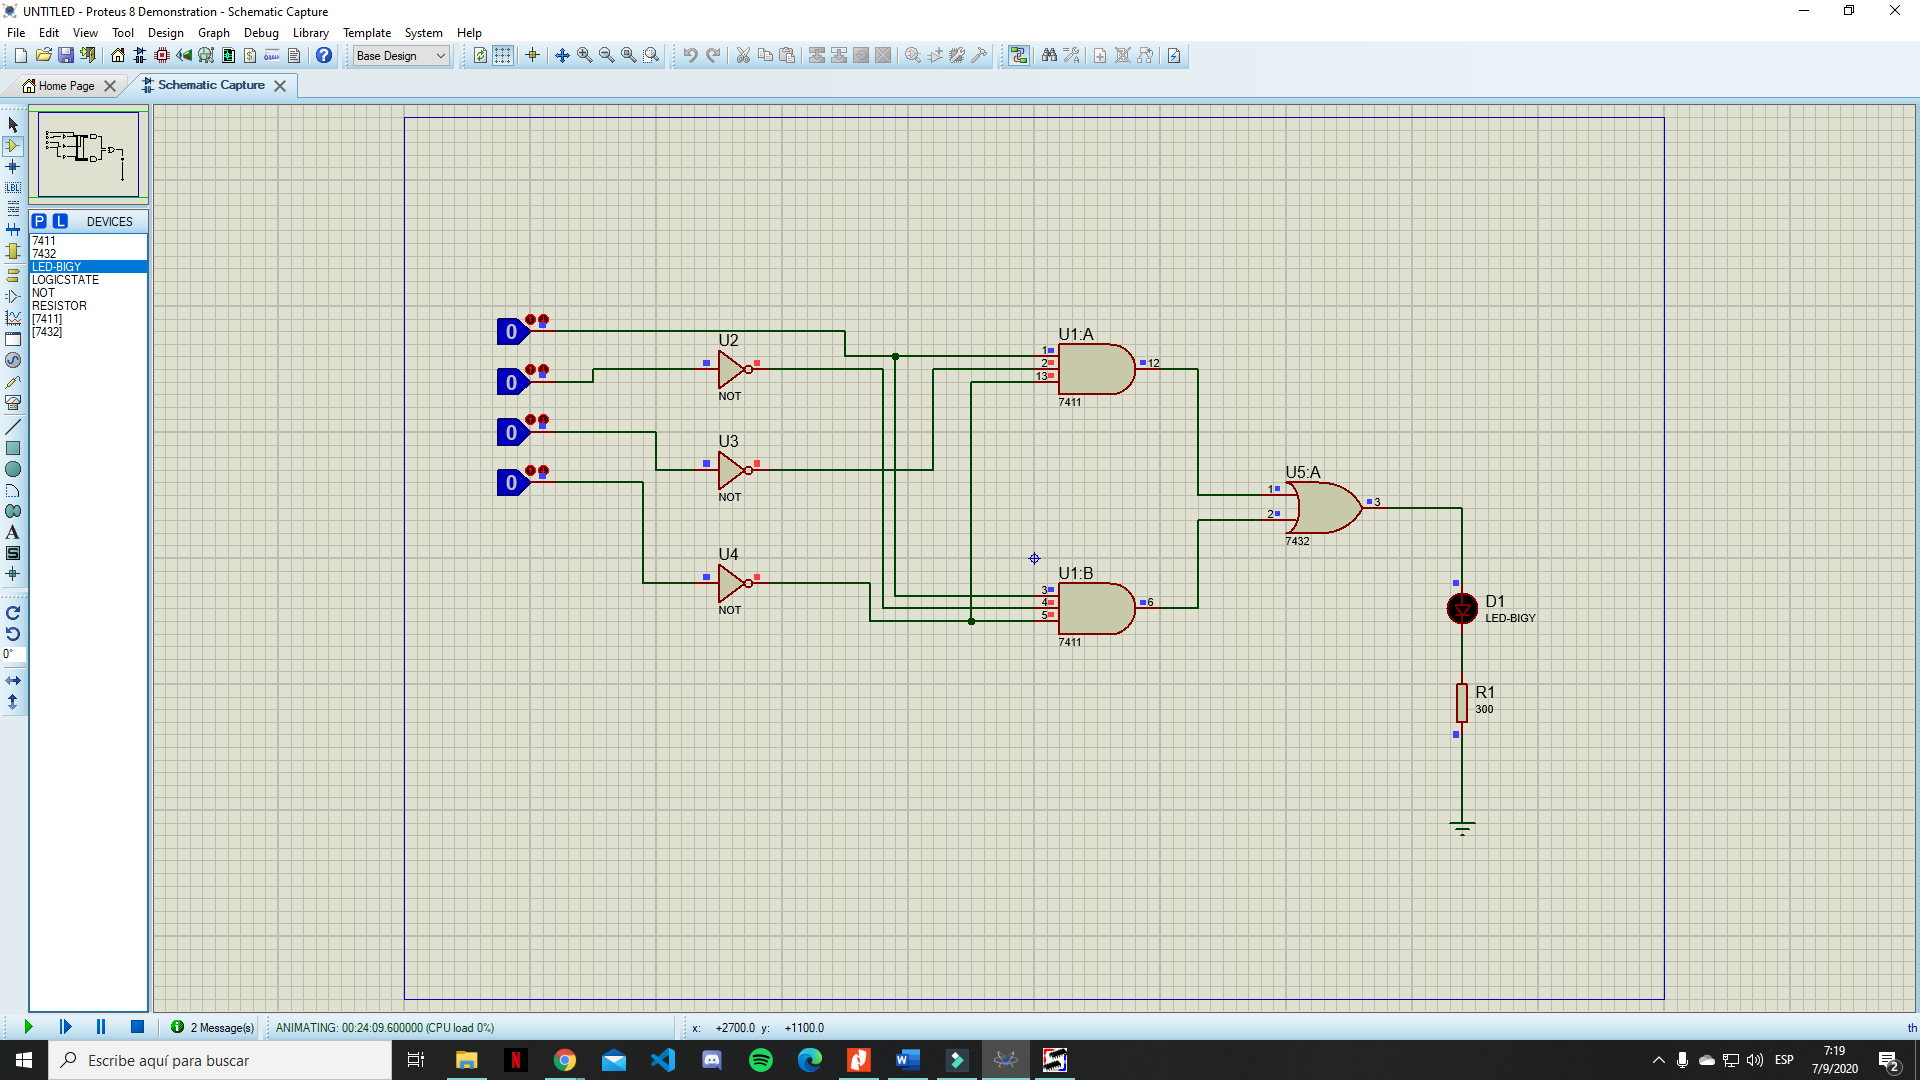 UNTITLED - Proteus 8 Demonstration - Schematic Capture
File Edit View Tool Design Graph Debug Library Template System Help
Base Design
Home Page
Schematic Capture
P L DEVICES
7411
7432
LED-BIGY
LOGICSTATE
NOT
RESISTOR
[7411]
[7432]
LBL
A
S
0°
0
0
0
0
U2
NOT
U3
NOT
U4
NOT
U1:A
1
2
13
12
7411
U1:B
3
4
5
6
7411
U5:A
1
2
3
7432
D1
LED-BIGY
R1
300
2 Message(s)
ANIMATING: 00:24:09.600000 (CPU load 0%)
x: +2700.0 y: +1100.0
th
Escribe aquí para buscar
ESP
7:19
7/9/2020
2